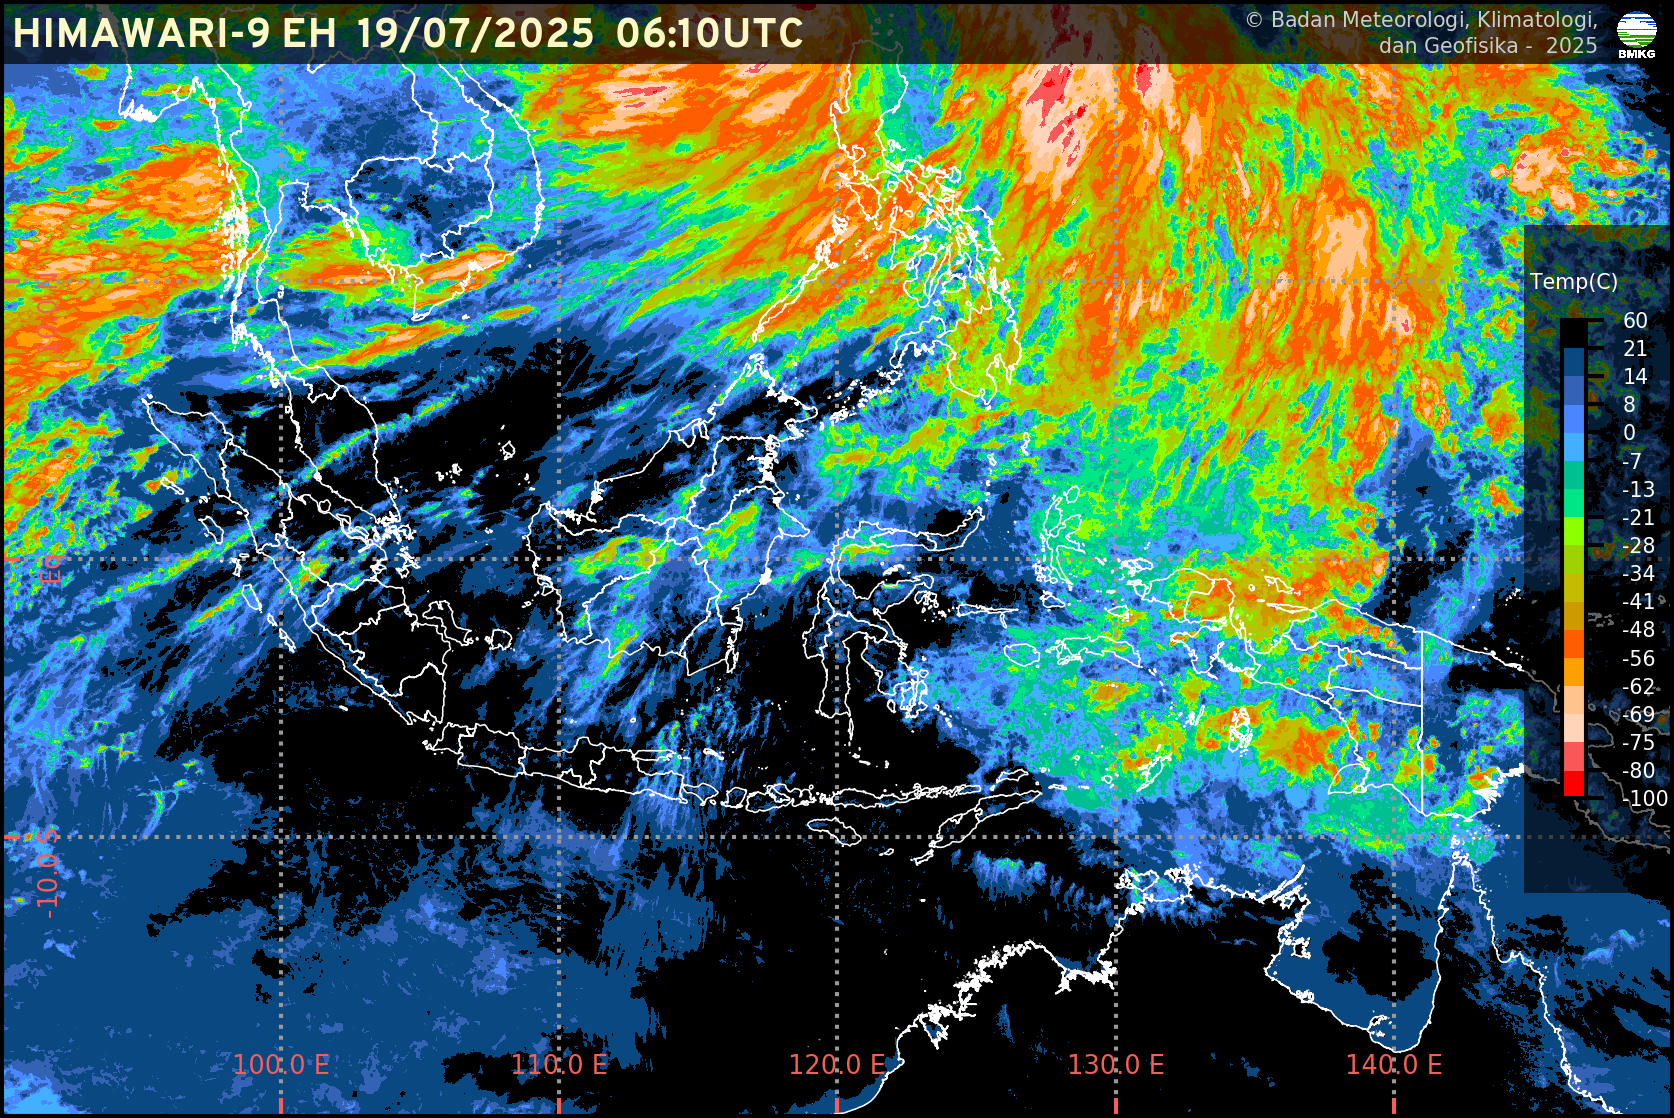 HIMAWARI-9 EH 19/07/2025 06:10UTC
© Badan Meteorologi, Klimatologi,
dan Geofisika - 2025
BMKG
Temp(C)
60
21
14
8
0
-7
-13
-21
-28
-34
-41
-48
-56
-62
-69
-75
-80
-100
EQ
-10.0 S
100.0 E
110.0 E
120.0 E
130.0 E
140.0 E